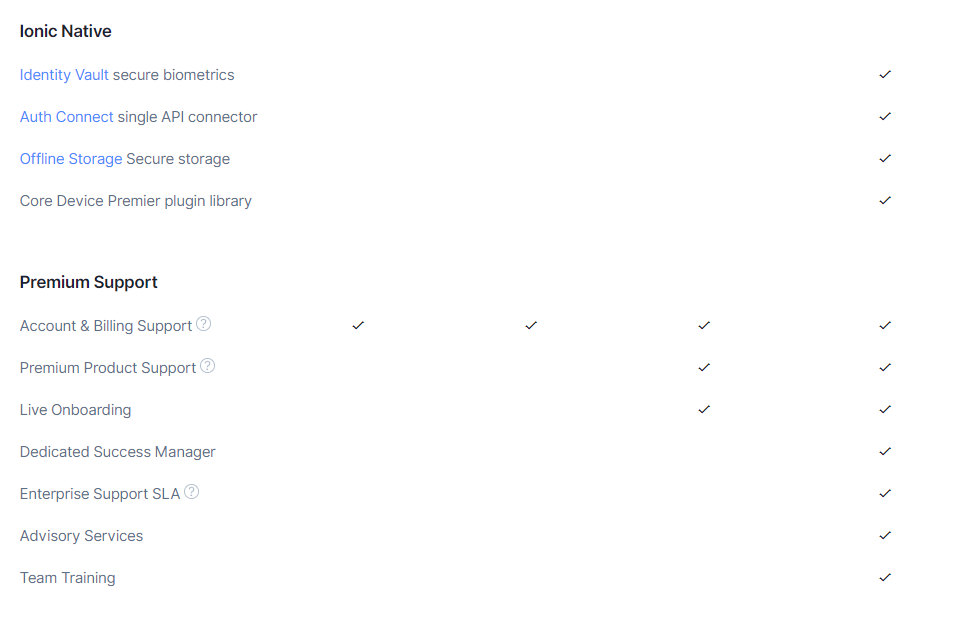 Ionic Native
Identity Vault secure biometrics ✓
Auth Connect single API connector ✓
Offline Storage Secure storage ✓
Core Device Premier plugin library ✓
Premium Support
Account & Billing Support ? ✓ ✓ ✓ ✓
Premium Product Support ? ✓ ✓
Live Onboarding ✓ ✓
Dedicated Success Manager ✓
Enterprise Support SLA ? ✓
Advisory Services ✓
Team Training ✓